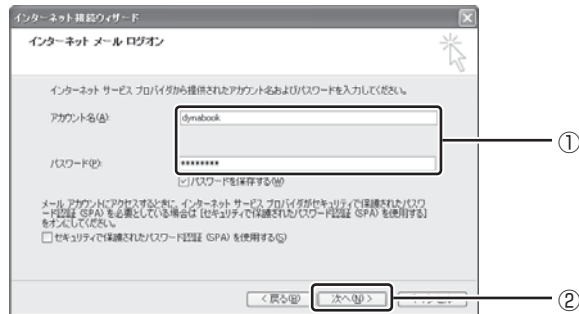 インターネット接続ウィザード
インターネット メール ログオン
インターネット サービス プロバイダから提供されたアカウント名およびパスワードを入力してください。
アカウント名(A):
dynabook
①
パスワード(P):
********
パスワードを保存する(W)
メール アカウントにアクセスするときに、インターネット サービス プロバイダがセキュリティで保護されたパスワ
ード認証 (SPA) を必要としている場合は [セキュリティで保護されたパスワード認証 (SPA) を使用する]
をオンにしてください。
セキュリティで保護されたパスワード認証 (SPA) を使用する(S)
< 戻る(B)
次へ(N) >
②